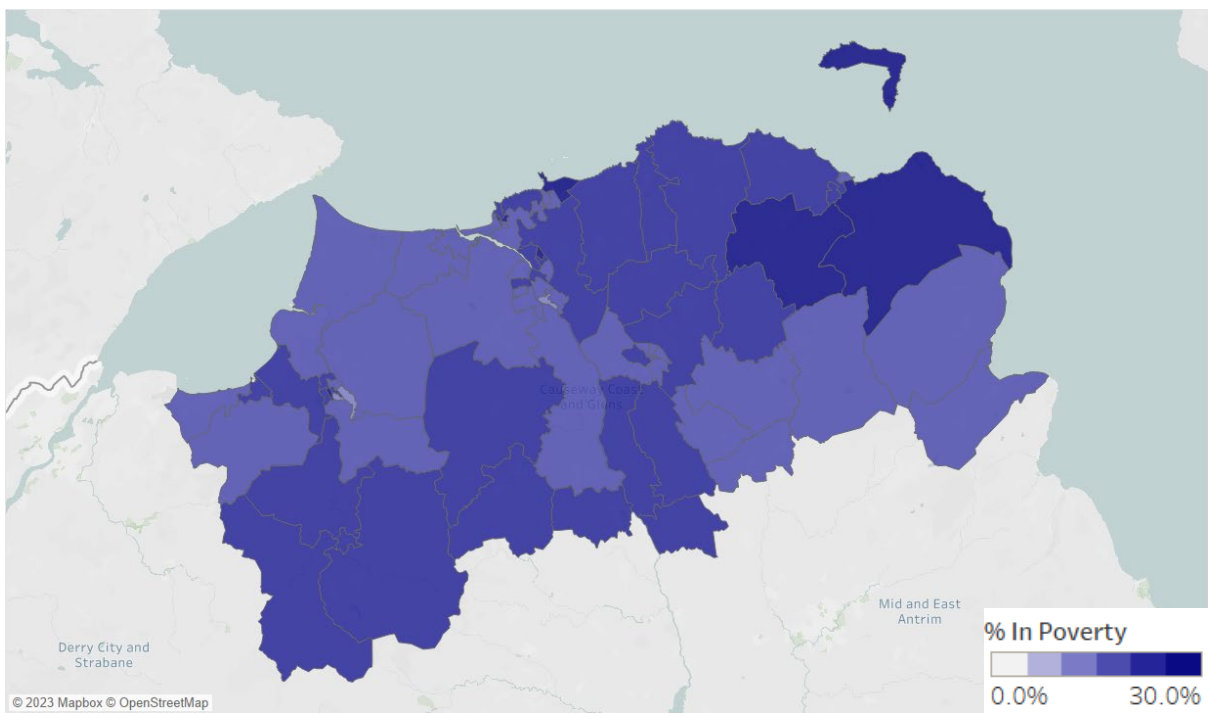 Causeway Coast
and Glens
Mid and East
Antrim
Derry City and
Strabane
% In Poverty
0.0% 30.0%
© 2023 Mapbox © OpenStreetMap